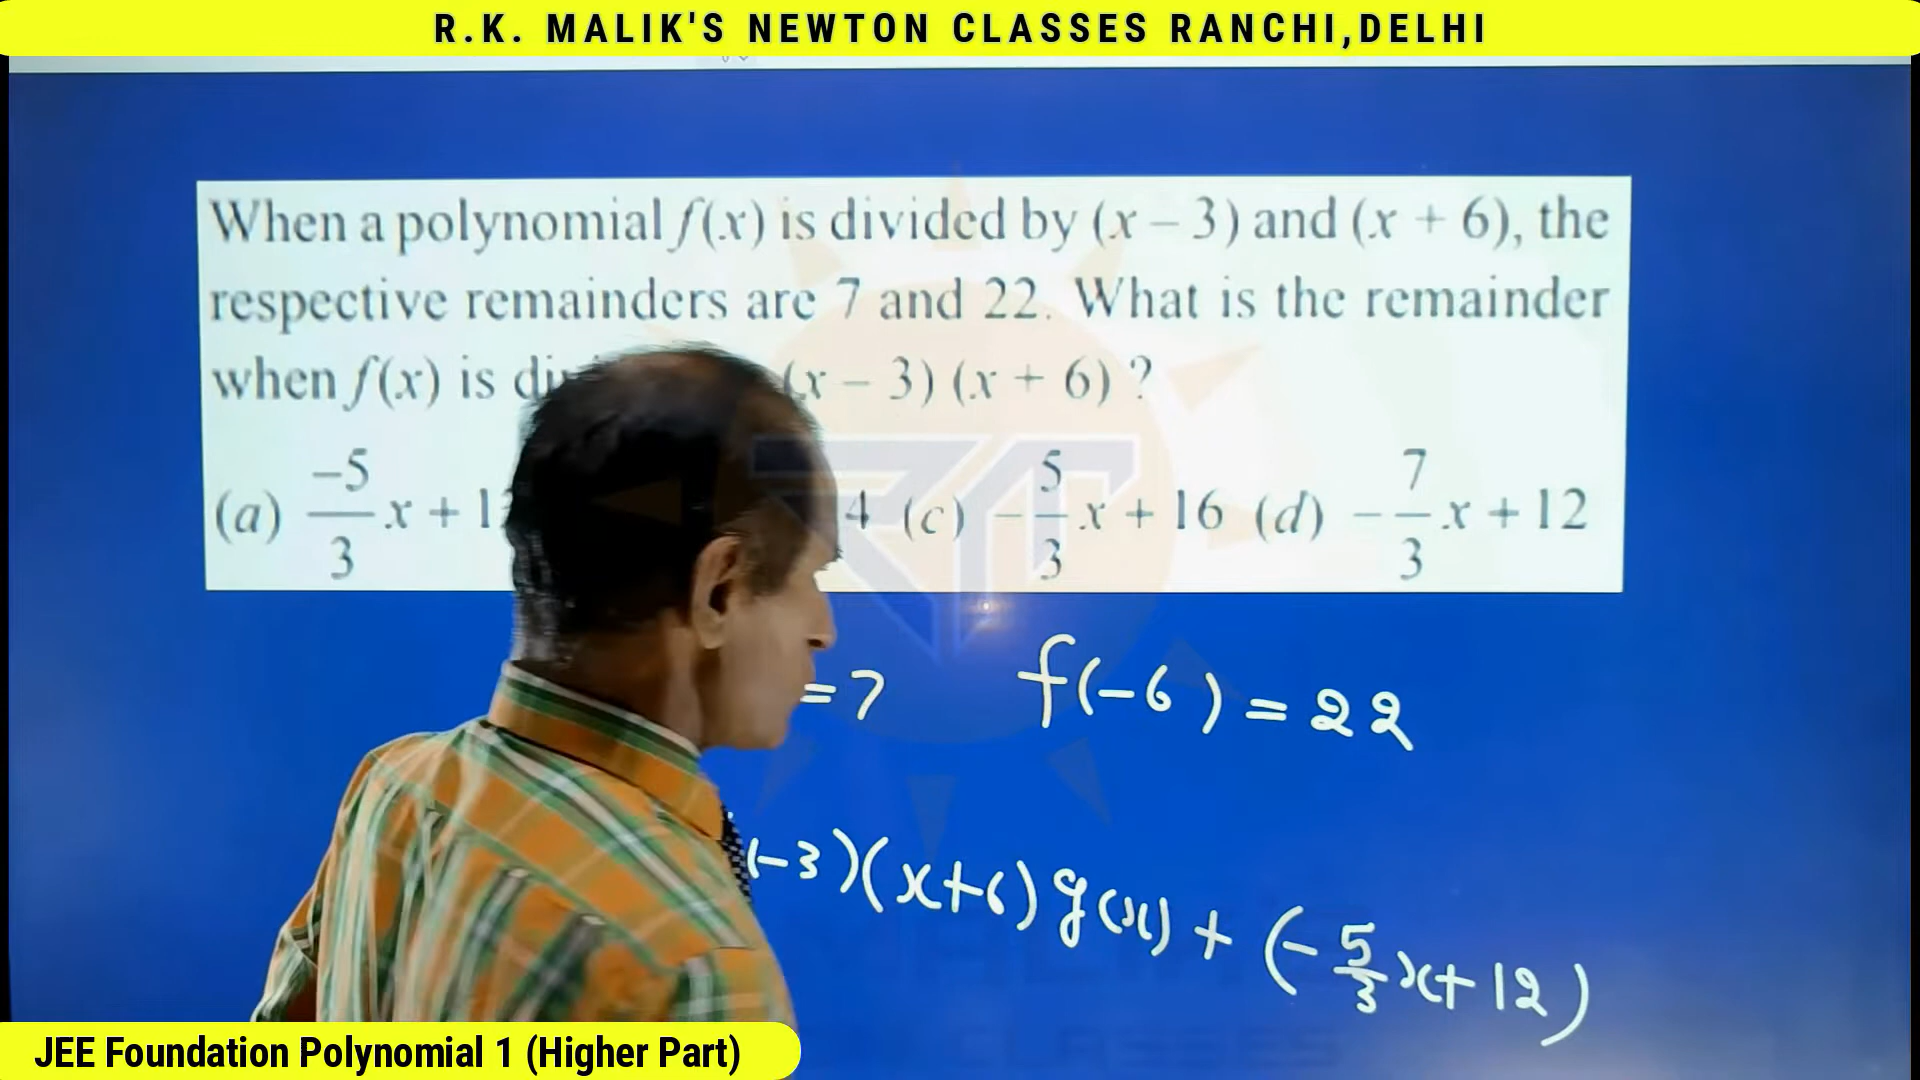 R.K. MALIK'S NEWTON CLASSES RANCHI,DELHI
When a polynomial f(x) is divided by (x – 3) and (x + 6), the
respective remainders are 7 and 22. What is the remainder
when f(x) is (x – 3) (x + 6) ?
(a) –5/3 x + 4 (c) – 5/3 x + 16 (d) – 7/3 x + 12
= 7 f(-6) = 22
-3)(x+6) g(x) + (- 5/3 x + 12)
JEE Foundation Polynomial 1 (Higher Part)